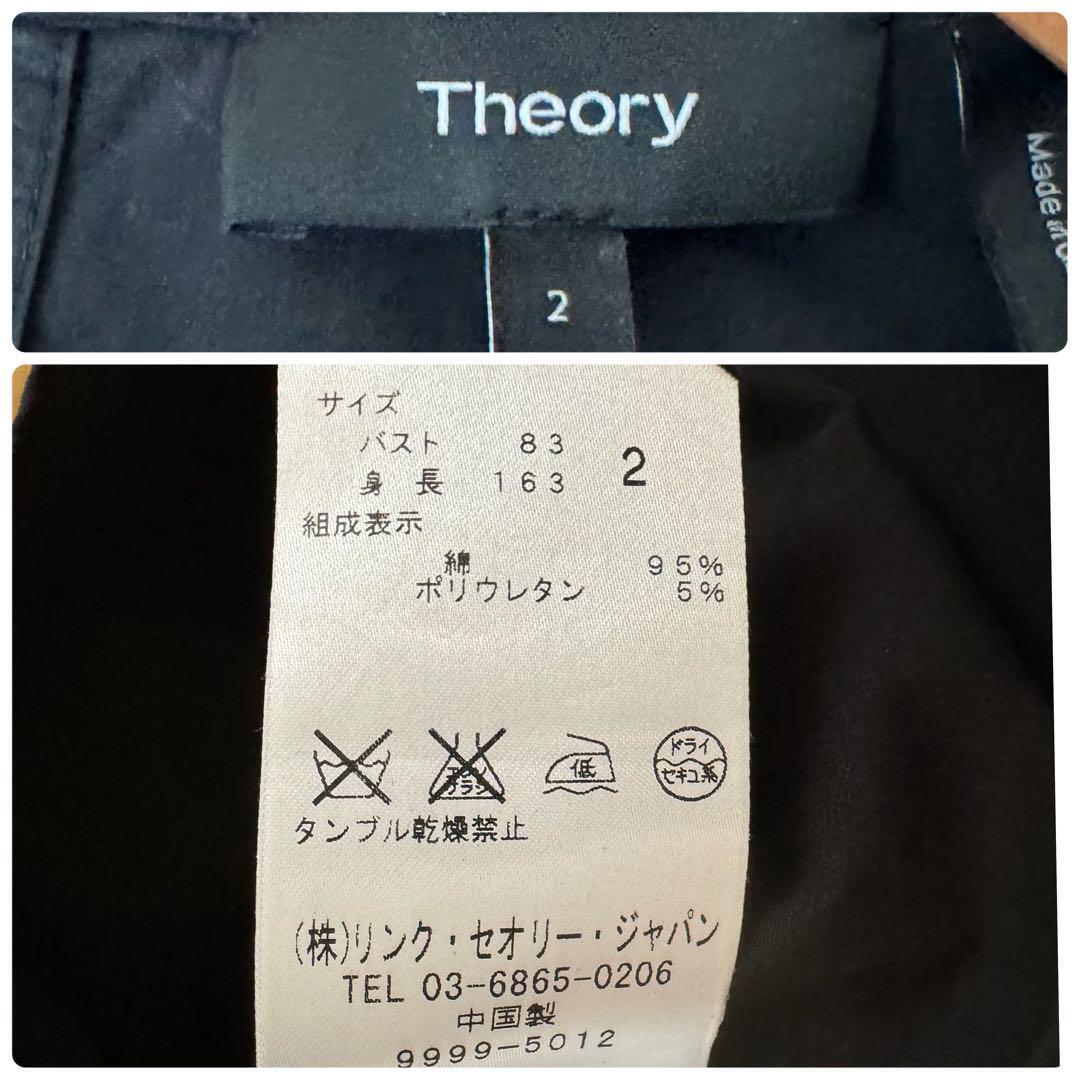 Theory
2
Made in
サイズ
バスト 83
身長 163
2
組成表示
綿 95%
ポリウレタン 5%
低
ドライ
セキユ系
タンブル乾燥禁止
(株)リンク・セオリー・ジャパン
TEL 03-6865-0206
中国製
9999-5012